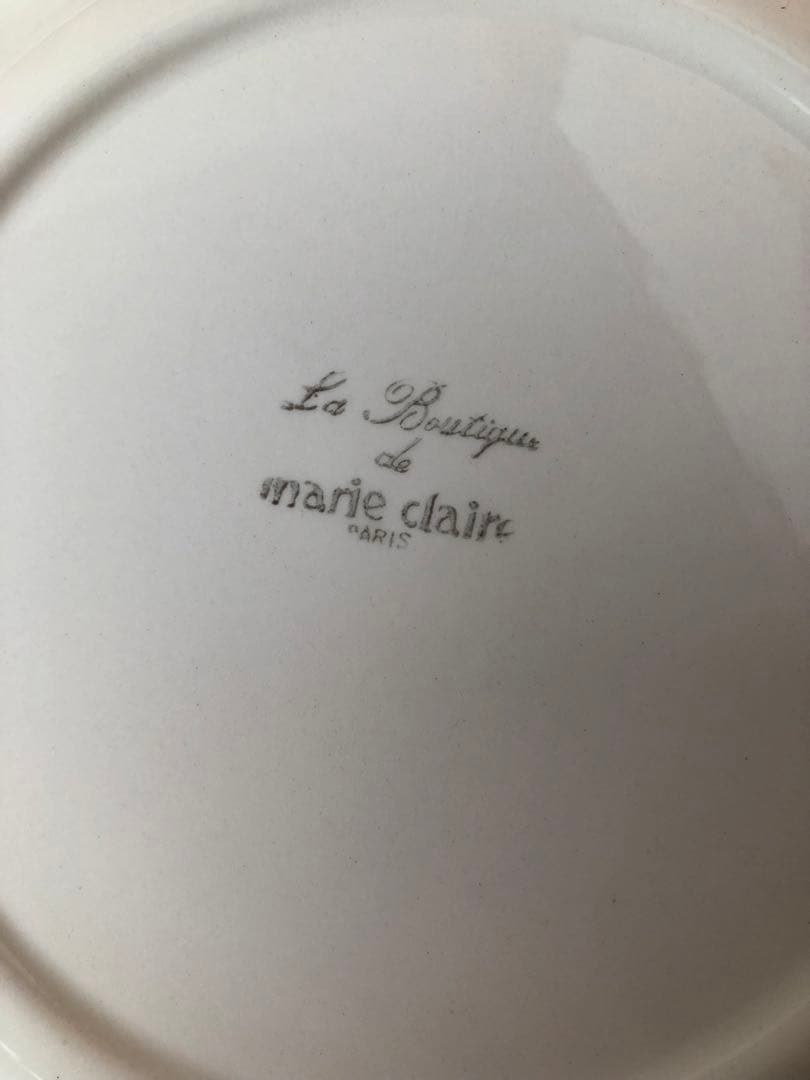 La Boutique
de
marie claire
PARIS